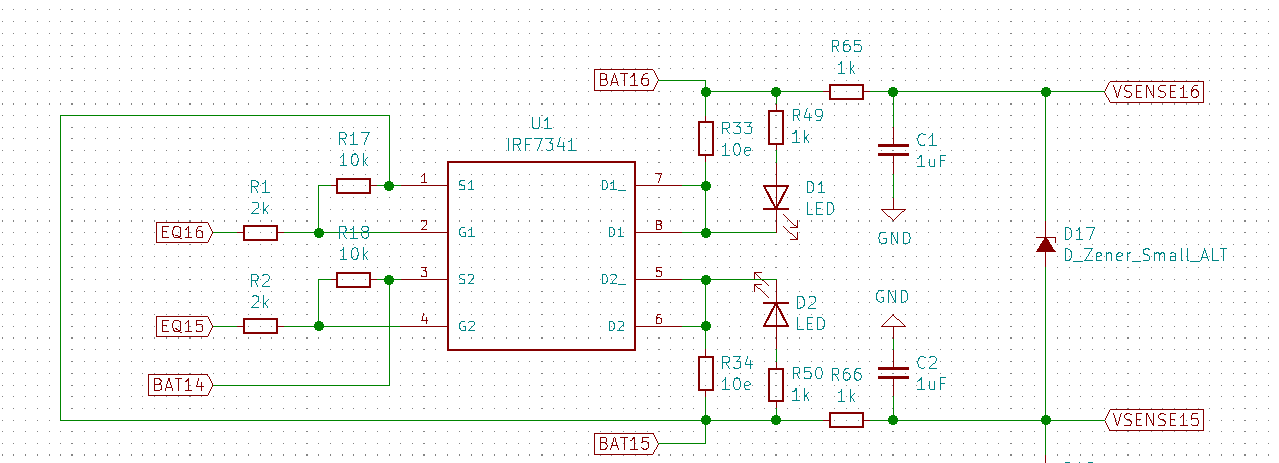 R65
1k
BAT16
VSENSE16
R49
1k
U1
IRF7341
R33
10e
R17
10k
C1
1uF
1
S1
D1_
7
R1
2k
D1
LED
EQ16
2
G1
D1
8
R18
10k
GND
D17
D_Zener_Small_ALT
3
S2
D2_
5
R2
2k
GND
D2
LED
EQ15
4
G2
D2
6
R34
10e
R50
1k
R66
1k
C2
1uF
BAT14
VSENSE15
BAT15